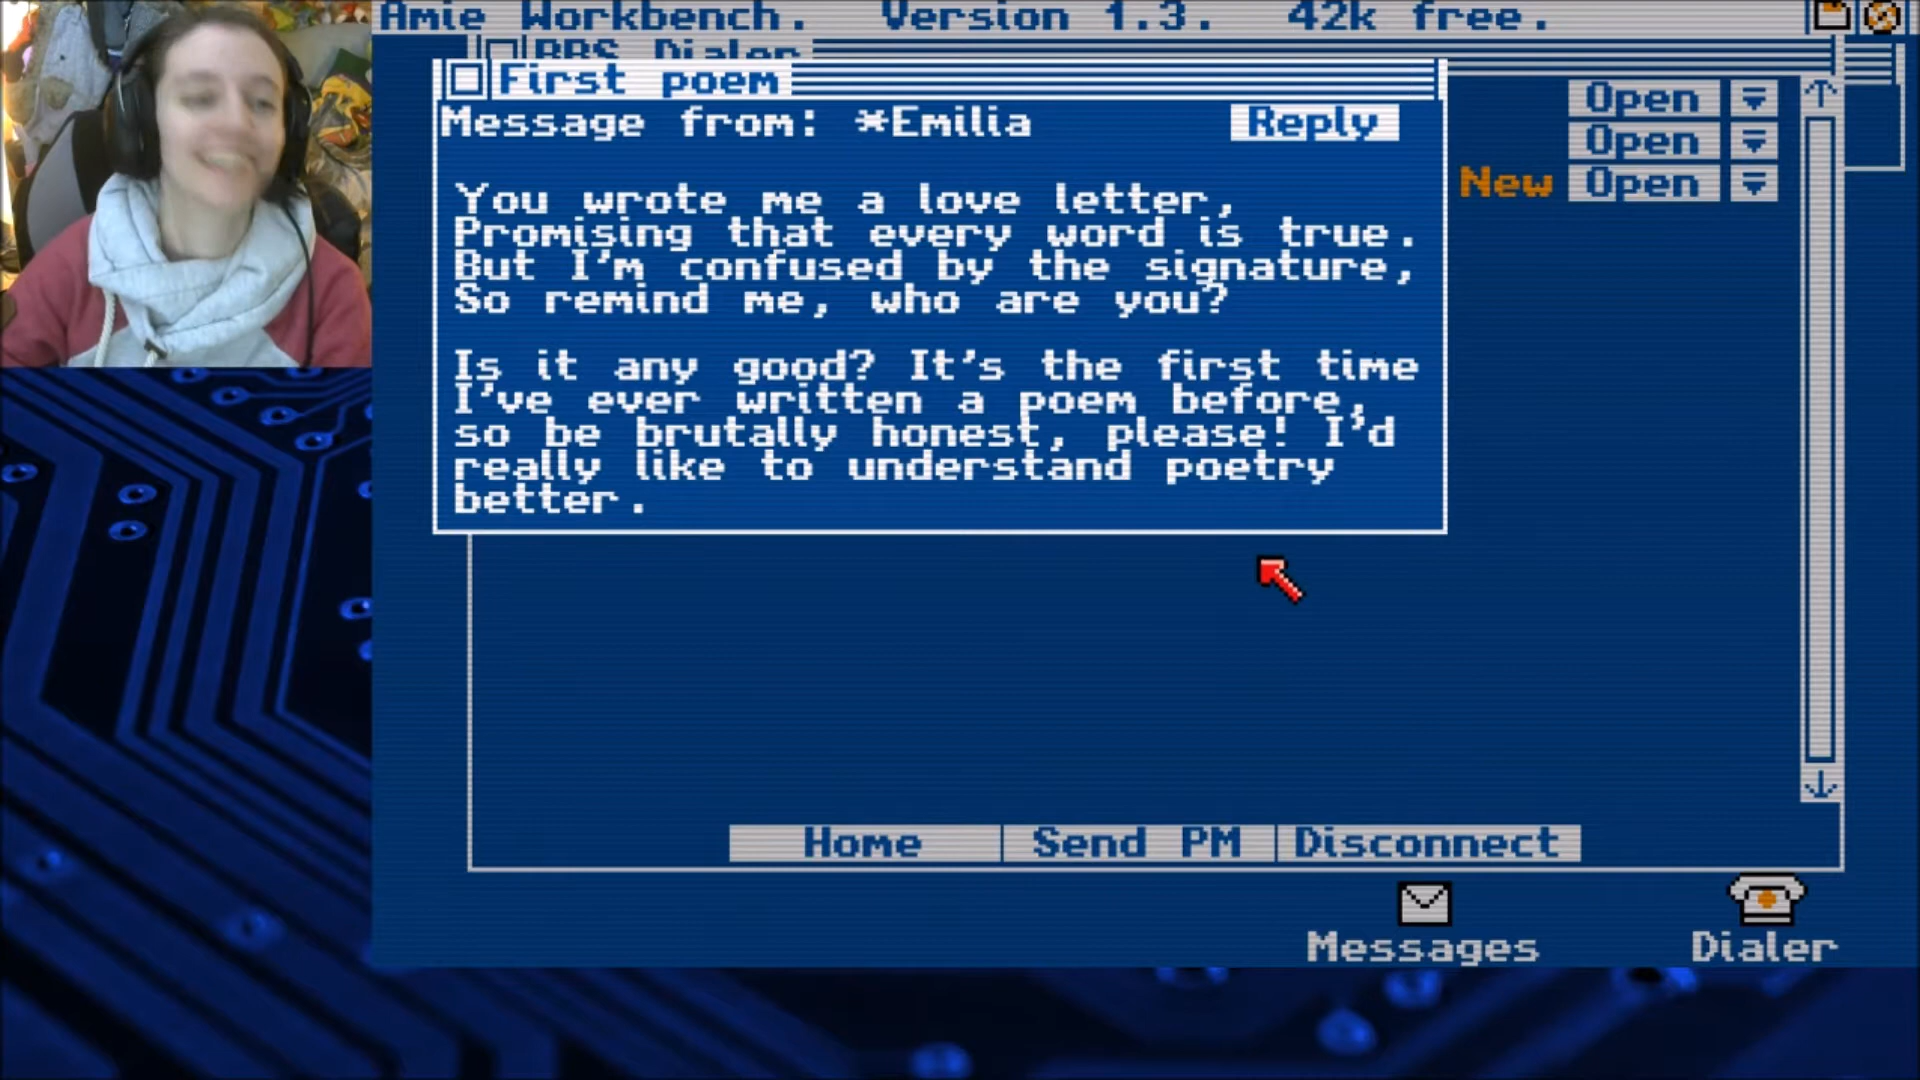 Amie Workbench. Version 1.3. 42k free.
BBS Dialer
First poem
Message from: *Emilia
Reply
You wrote me a love letter,
Promising that every word is true.
But I'm confused by the signature,
So remind me, who are you?
Is it any good? It's the first time
I've ever written a poem before,
so be brutally honest, please! I'd
really like to understand poetry
better.
Open
Open
New Open
Home Send PM Disconnect
Messages Dialer